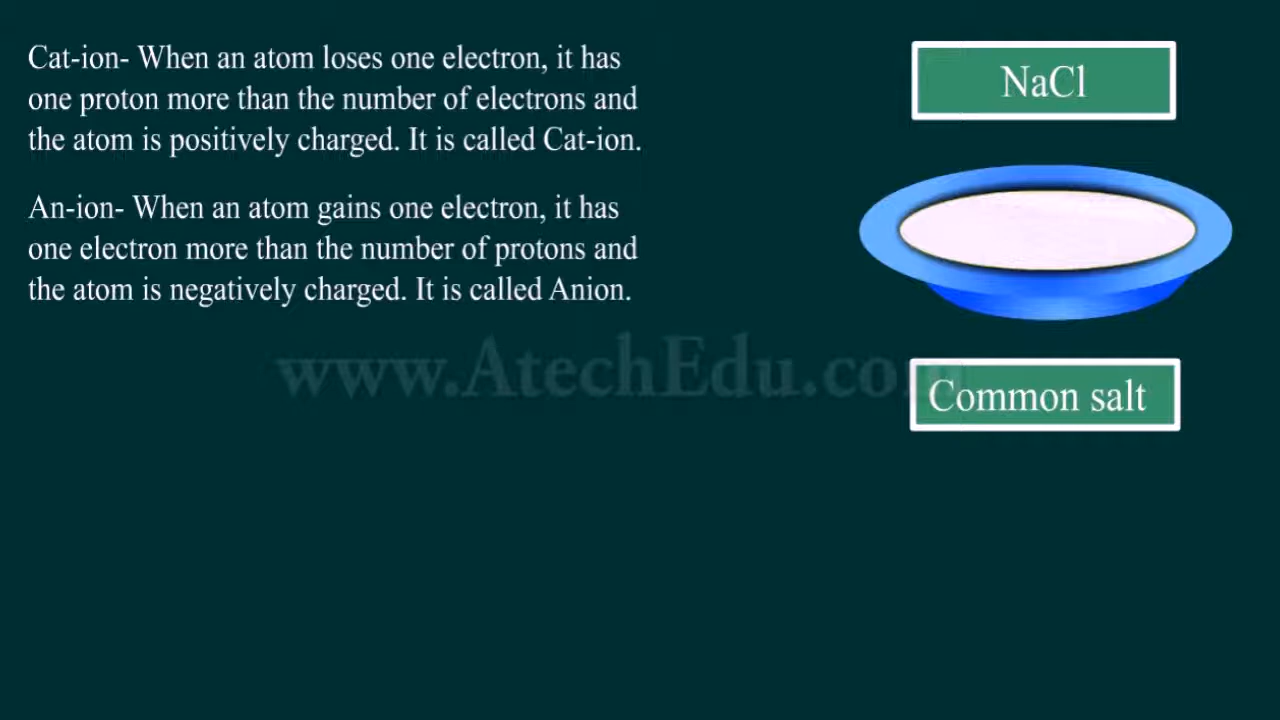 Cat-ion- When an atom loses one electron, it has
one proton more than the number of electrons and
the atom is positively charged. It is called Cat-ion.
An-ion- When an atom gains one electron, it has
one electron more than the number of protons and
the atom is negatively charged. It is called Anion.
NaCl
www.AtechEdu.com
Common salt